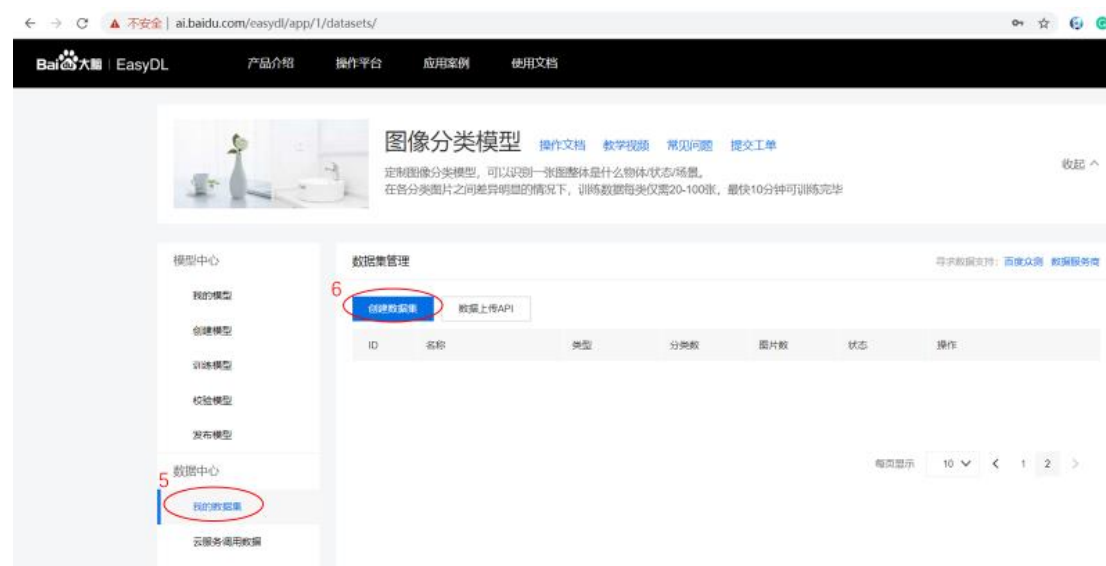 不安全 | ai.baidu.com/easydl/app/1/datasets/
Bai大脑 | EasyDL 产品介绍 操作平台 应用案例 使用文档
图像分类模型 操作文档 教学视频 常见问题 提交工单
定制图像分类模型，可以识别一张图整体是什么物体/状态/场景。
收起
在各分类图片之间差异明显的情况下，训练数据每类仅需20-100张，最快10分钟可训练完毕
模型中心
数据集管理
寻求数据支持：百度众测 数据服务商
我的模型
6
创建数据集 数据上传API
创建模型
ID 名称 类型 分类数 图片数 状态 操作
训练模型
校验模型
发布模型
每页显示 10 1 2
数据中心
5
我的数据集
云服务调用数据